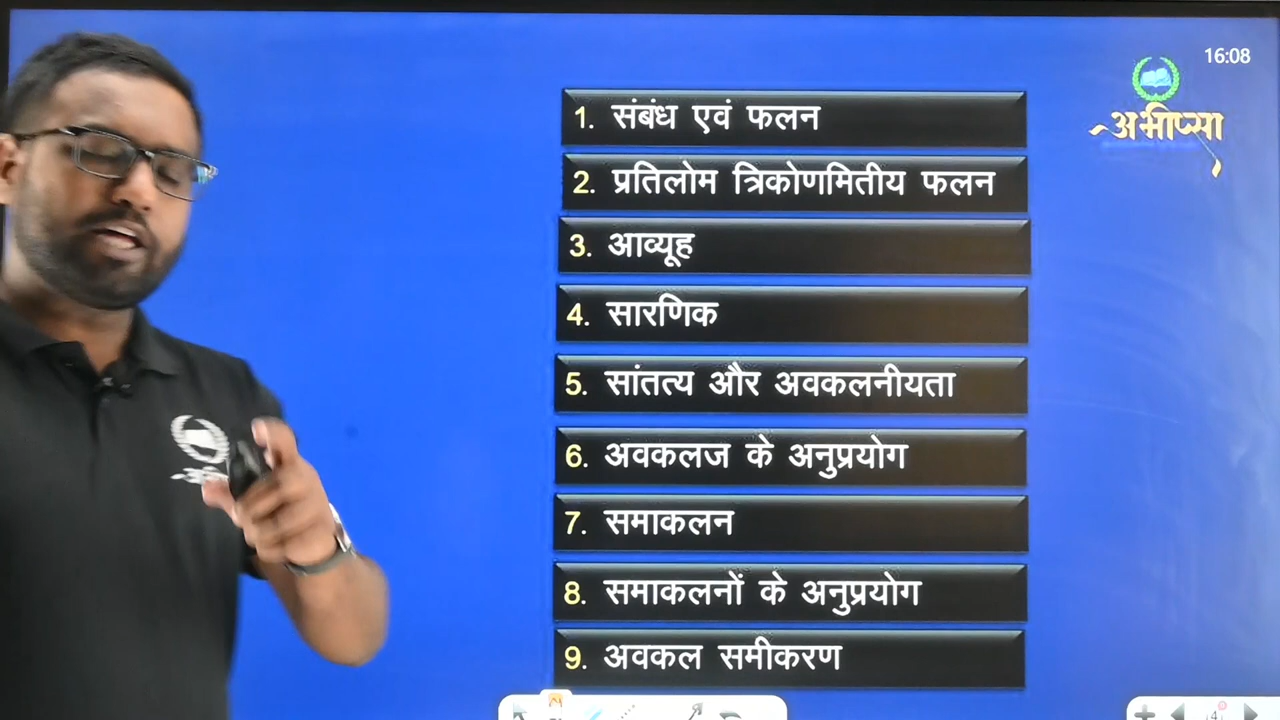 16:08
अभीप्सा
1. संबंध एवं फलन
2. प्रतिलोम त्रिकोणमितीय फलन
3. आव्यूह
4. सारणिक
5. सांतत्य और अवकलनीयता
6. अवकलज के अनुप्रयोग
7. समाकलन
8. समाकलनों के अनुप्रयोग
9. अवकल समीकरण